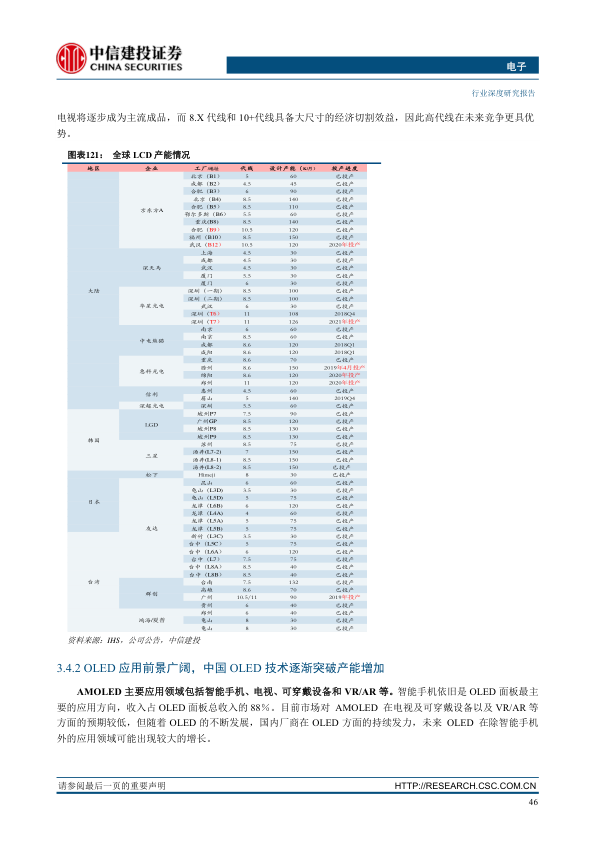 中信建投证券
CHINA SECURITIES
电子
行业深度研究报告
电视将逐步成为主流成品，而 8.X 代线和 10+代线具备大尺寸的经济切割效益，因此高代线在未来竞争更具优
势。
图表121： 全球 LCD 产能情况
地区 企业 工厂 代线 设计产能（K/月） 投产进度
大陆 京东方A 北京（B1） 5 60 已投产
成都（B2） 4.5 45 已投产
合肥（B3） 6 90 已投产
北京（B4) 8.5 140 已投产
合肥（B5） 8.5 110 已投产
鄂尔多斯（B6） 5.5 60 已投产
重庆(B8) 8.5 140 已投产
合肥（B9） 10.5 120 已投产
福州（B10） 8.5 150 已投产
武汉（B12） 10.5 120 2020年投产
深天马 上海 4.5 30 已投产
成都 4.5 30 已投产
武汉 4.5 30 已投产
厦门 5.5 30 已投产
厦门 6 30 已投产
华星光电 深圳（一期） 8.5 100 已投产
深圳（二期） 8.5 100 已投产
武汉 6 30 已投产
深圳（T6） 11 108 2018Q4
深圳（T7） 11 126 2021年投产
中电熊猫 南京 6 60 已投产
南京 8.5 60 已投产
成都 8.6 120 2018Q1
咸阳 8.6 120 2018Q1
惠科光电 重庆 8.6 70 已投产
滁州 8.6 150 2019年4月投产
绵阳 8.6 120 2020年投产
郑州 11 120 2020年投产
信利 惠州 4.5 60 已投产
眉山 5 140 2019Q4
深超光电 深圳 5.5 60 已投产
韩国 LGD 坡州P7 7.5 90 已投产
广州GP 8.5 120 已投产
坡州P8 8.5 130 已投产
坡州P9 8.5 130 已投产
三星 苏州 8.5 75 已投产
汤井(L7-2) 7 150 已投产
汤井(L8-1) 8.5 150 已投产
汤井(L8-2) 8.5 150 已投产
日本 松下 Himeji 8 30 已投产
友达 昆山 6 60 已投产
龟山（L3D) 3.5 30 已投产
龟山（L5D) 5 75 已投产
龙潭（L6B) 6 120 已投产
龙潭（L4A) 4 60 已投产
龙潭（L5A) 5 75 已投产
龙潭（L5B) 5 75 已投产
新竹（L3C) 3.5 30 已投产
台湾 台中（L5C） 5 75 已投产
台中（L6A） 6 120 已投产
台中（L7） 7.5 75 已投产
台中（L8A） 8.5 40 已投产
台中（L8B） 8.5 40 已投产
群创 台南 7.5 152 已投产
高雄 8.6 70 已投产
广州 10.5/11 90 2019年投产
贵州 6 40 已投产
鸿海/夏普 郑州 6 40 已投产
龟山 8 30 已投产
龟山 8 30 已投产
资料来源：IHS，公司公告，中信建投
3.4.2 OLED 应用前景广阔，中国 OLED 技术逐渐突破产能增加
AMOLED 主要应用领域包括智能手机、电视、可穿戴设备和 VR/AR 等。智能手机依旧是 OLED 面板最主
要的应用方向，收入占 OLED 面板总收入的 88%。目前市场对 AMOLED 在电视及可穿戴设备以及 VR/AR 等
方面的预期较低，但随着 OLED 的不断发展，国内厂商在 OLED 方面的持续发力，未来 OLED 在除智能手机
外的应用领域可能出现较大的增长。
请参阅最后一页的重要声明
HTTP://RESEARCH.CSC.COM.CN
46